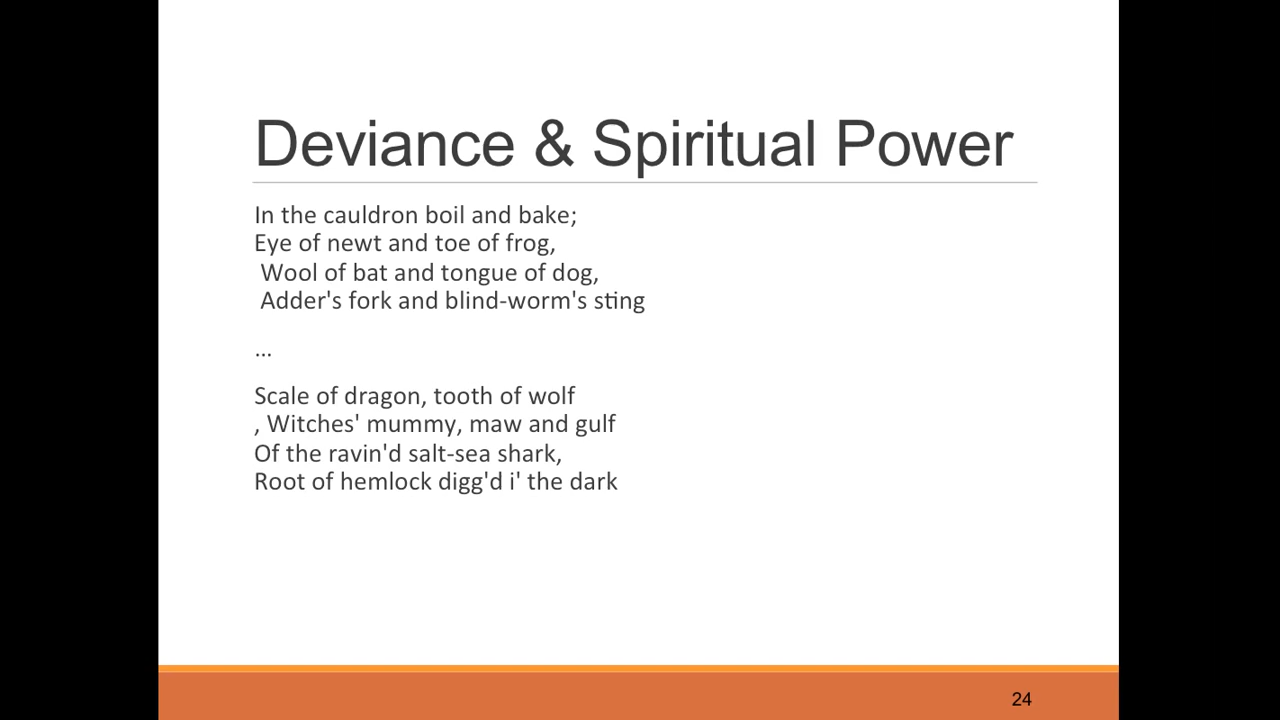 Deviance & Spiritual Power
In the cauldron boil and bake;
Eye of newt and toe of frog,
Wool of bat and tongue of dog,
Adder's fork and blind-worm's sting
...
Scale of dragon, tooth of wolf
, Witches' mummy, maw and gulf
Of the ravin'd salt-sea shark,
Root of hemlock digg'd i' the dark
24